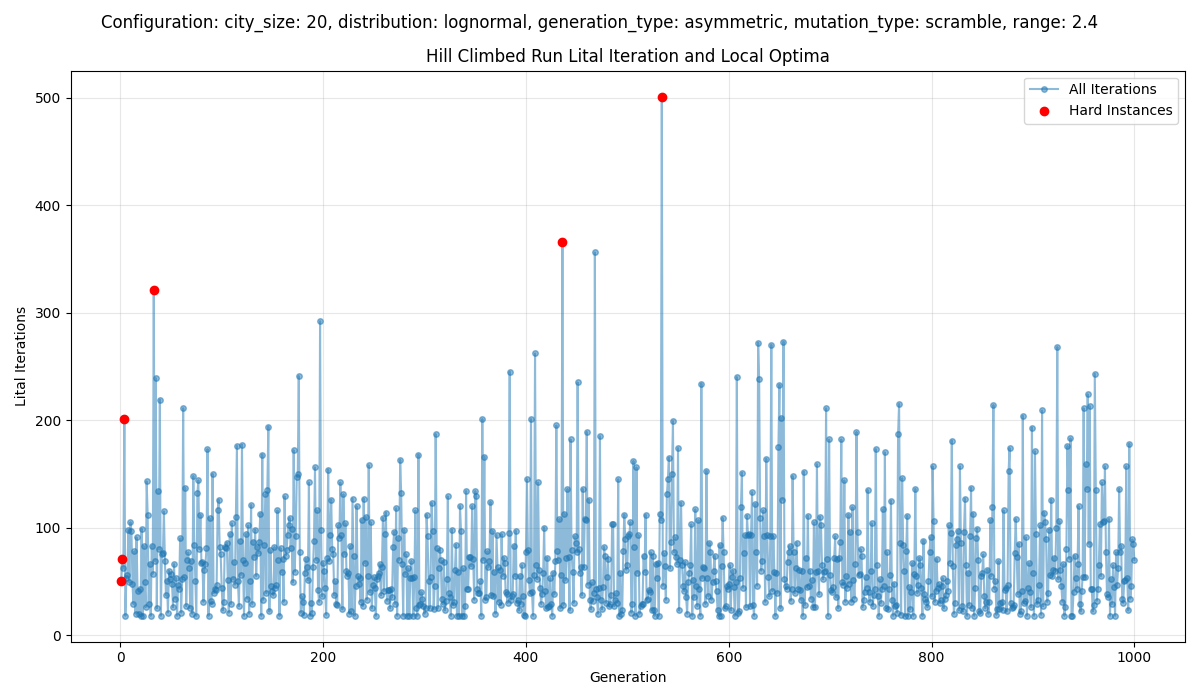 Configuration: city_size: 20, distribution: lognormal, generation_type: asymmetric, mutation_type: scramble, range: 2.4
Hill Climbed Run Lital Iteration and Local Optima
All Iterations
Hard Instances
Lital Iterations
500
400
300
200
100
0
0 200 400 600 800 1000
Generation